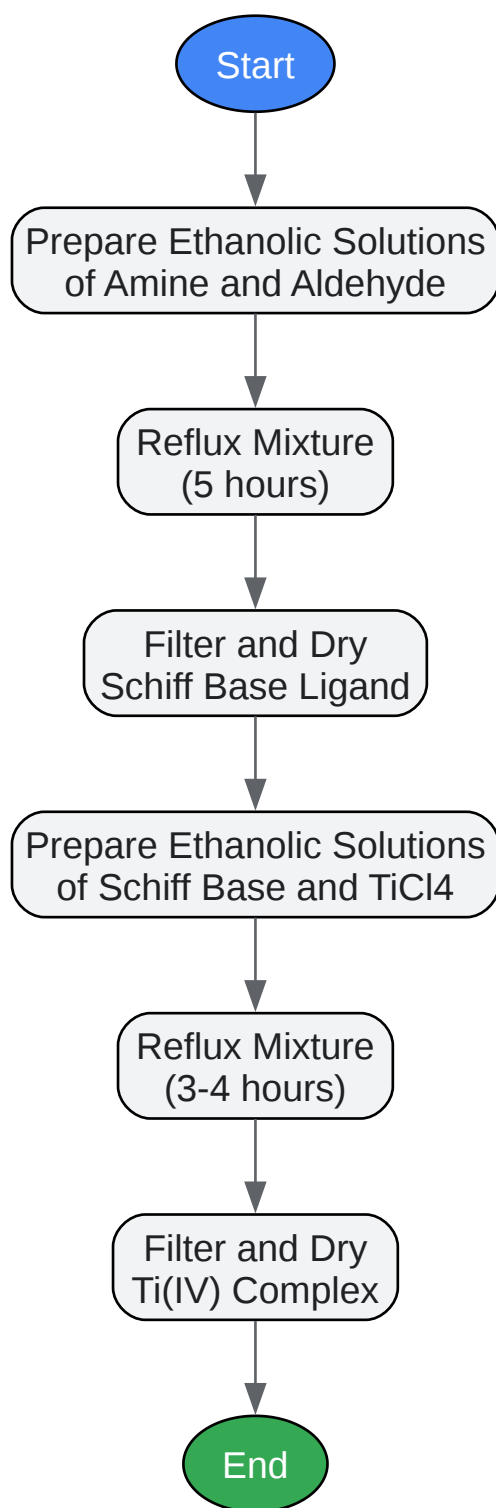 Start
Prepare Ethanolic Solutions
of Amine and Aldehyde
Reflux Mixture
(5 hours)
Filter and Dry
Schiff Base Ligand
Prepare Ethanolic Solutions
of Schiff Base and TiCl4
Reflux Mixture
(3-4 hours)
Filter and Dry
Ti(IV) Complex
End